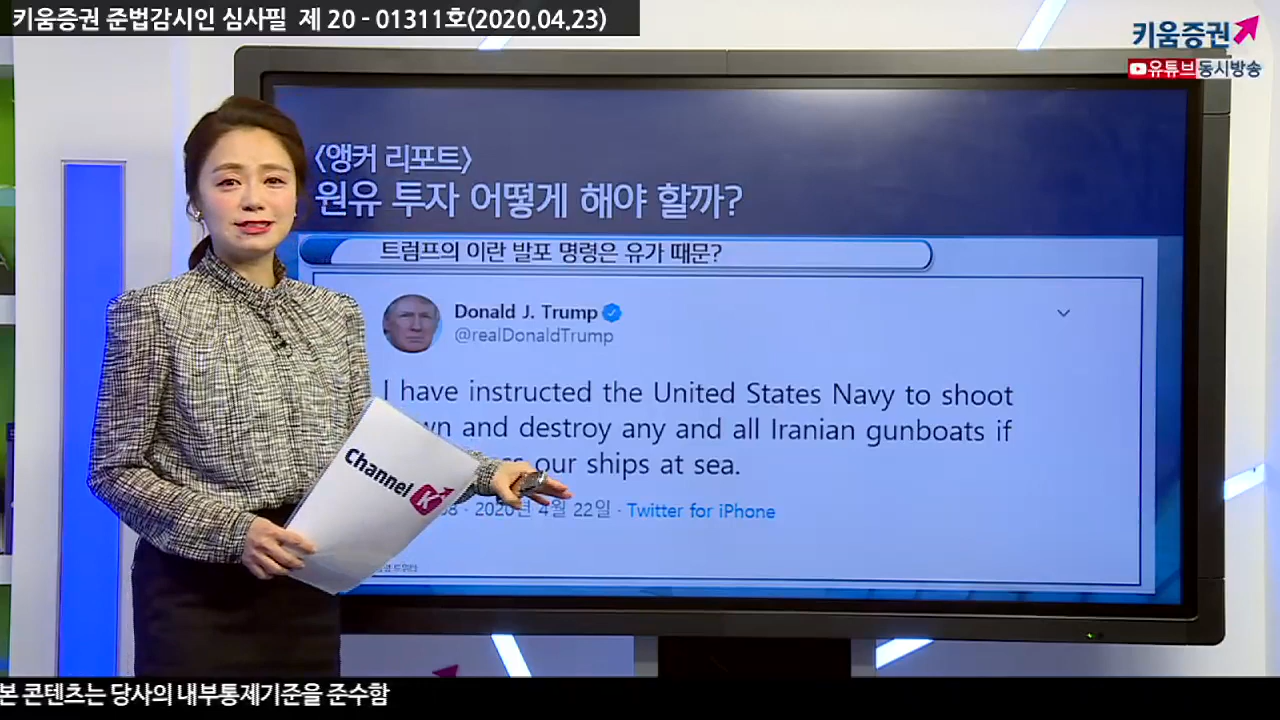 키움증권 준법감시인 심사필 제 20 - 01311호(2020.04.23)
키움증권
유튜브동시방송
<앵커 리포트>
원유 투자 어떻게 해야 할까?
트럼프의 이란 발포 명령은 유가 때문?
Donald J. Trump
@realDonaldTrump
I have instructed the United States Navy to shoot
and destroy any and all Iranian gunboats if
our ships at sea.
2020년 4월 22일 · Twitter for iPhone
Channel K
본 콘텐츠는 당사의 내부통제기준을 준수함